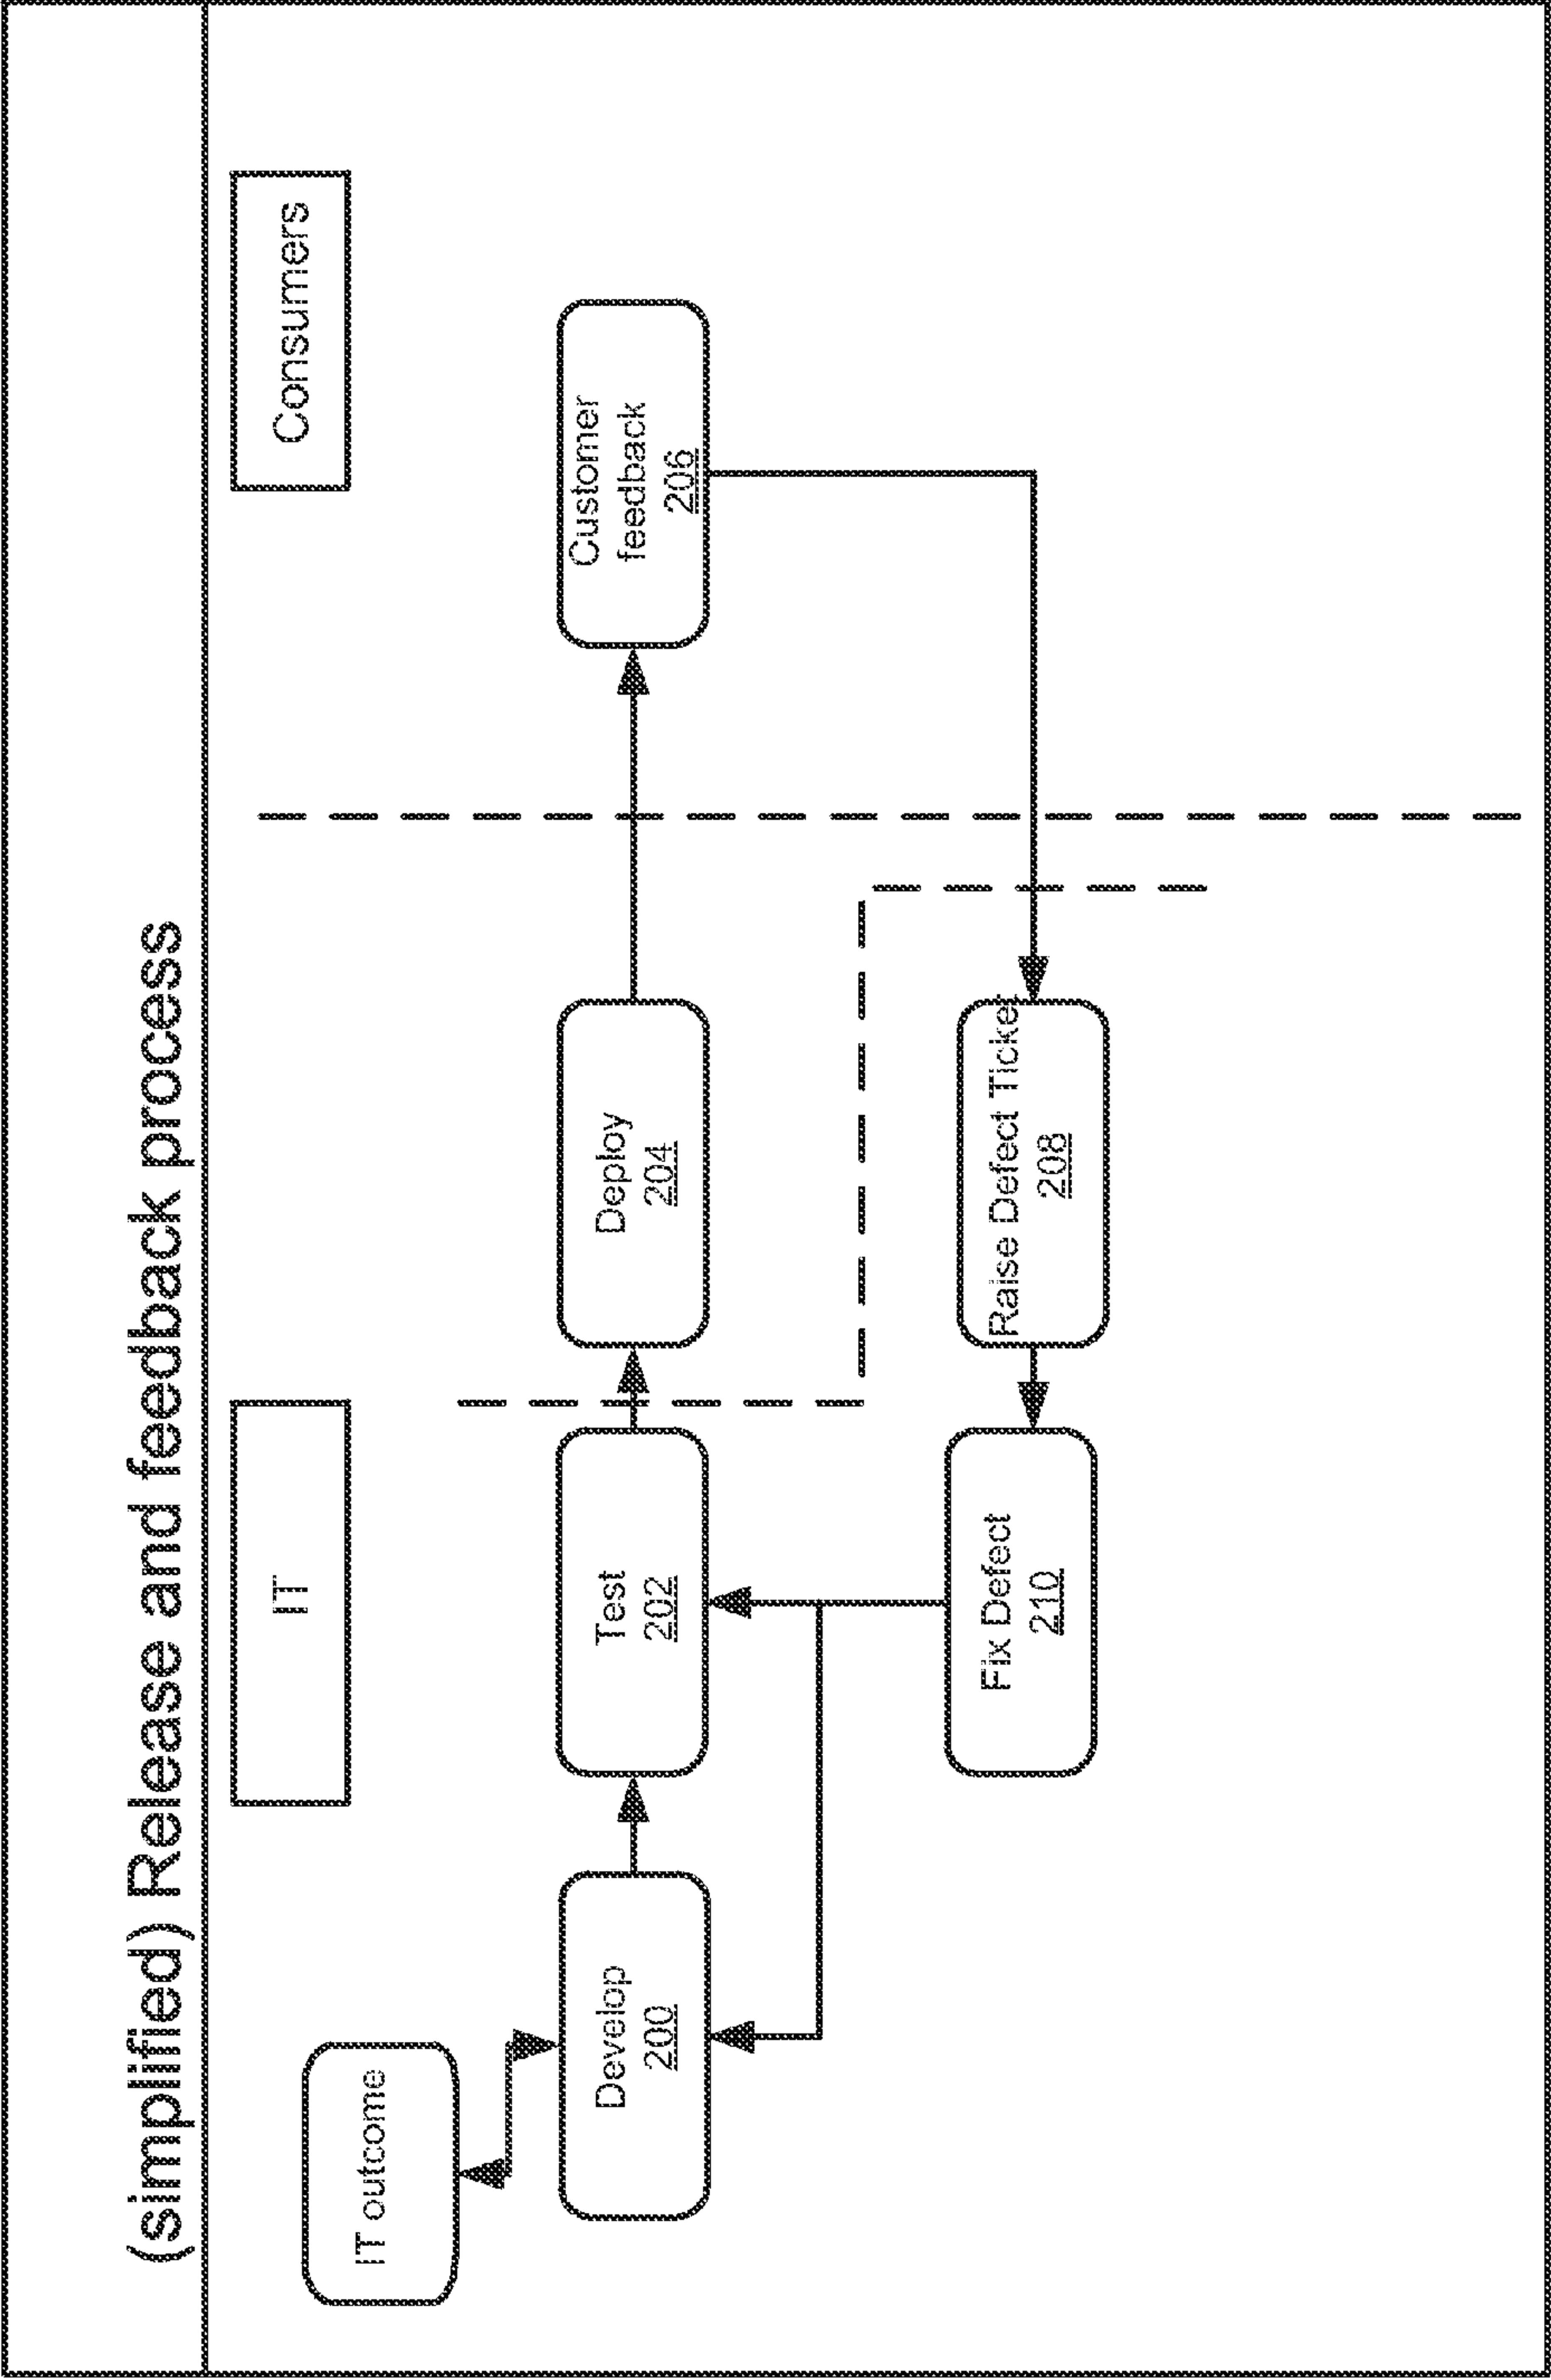 (simplified) Release and feedback process
IT
Consumers
IT outcome
Develop
200
Test
202
Deploy
204
Customer
feedback
206
Fix Defect
210
Raise Defect Ticket
208